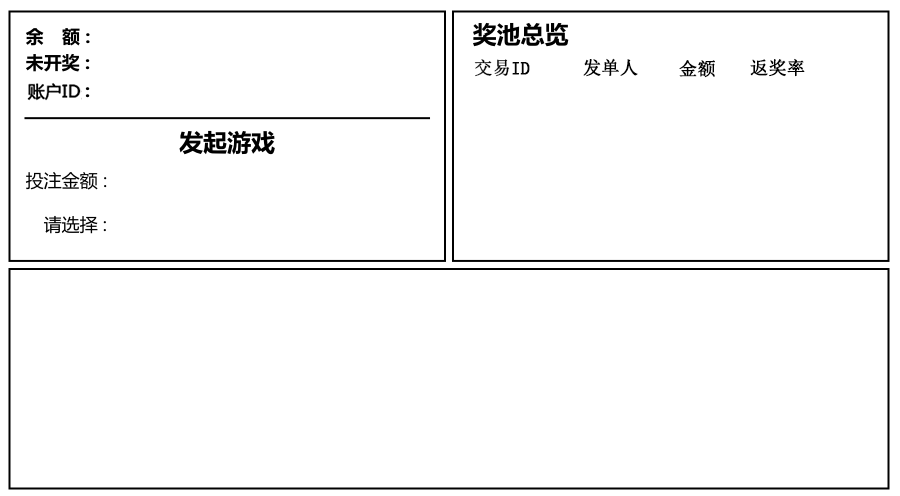 余 额：
未开奖：
账户ID：
发起游戏
投注金额：
请选择：
奖池总览
交易ID 发单人 金额 返奖率